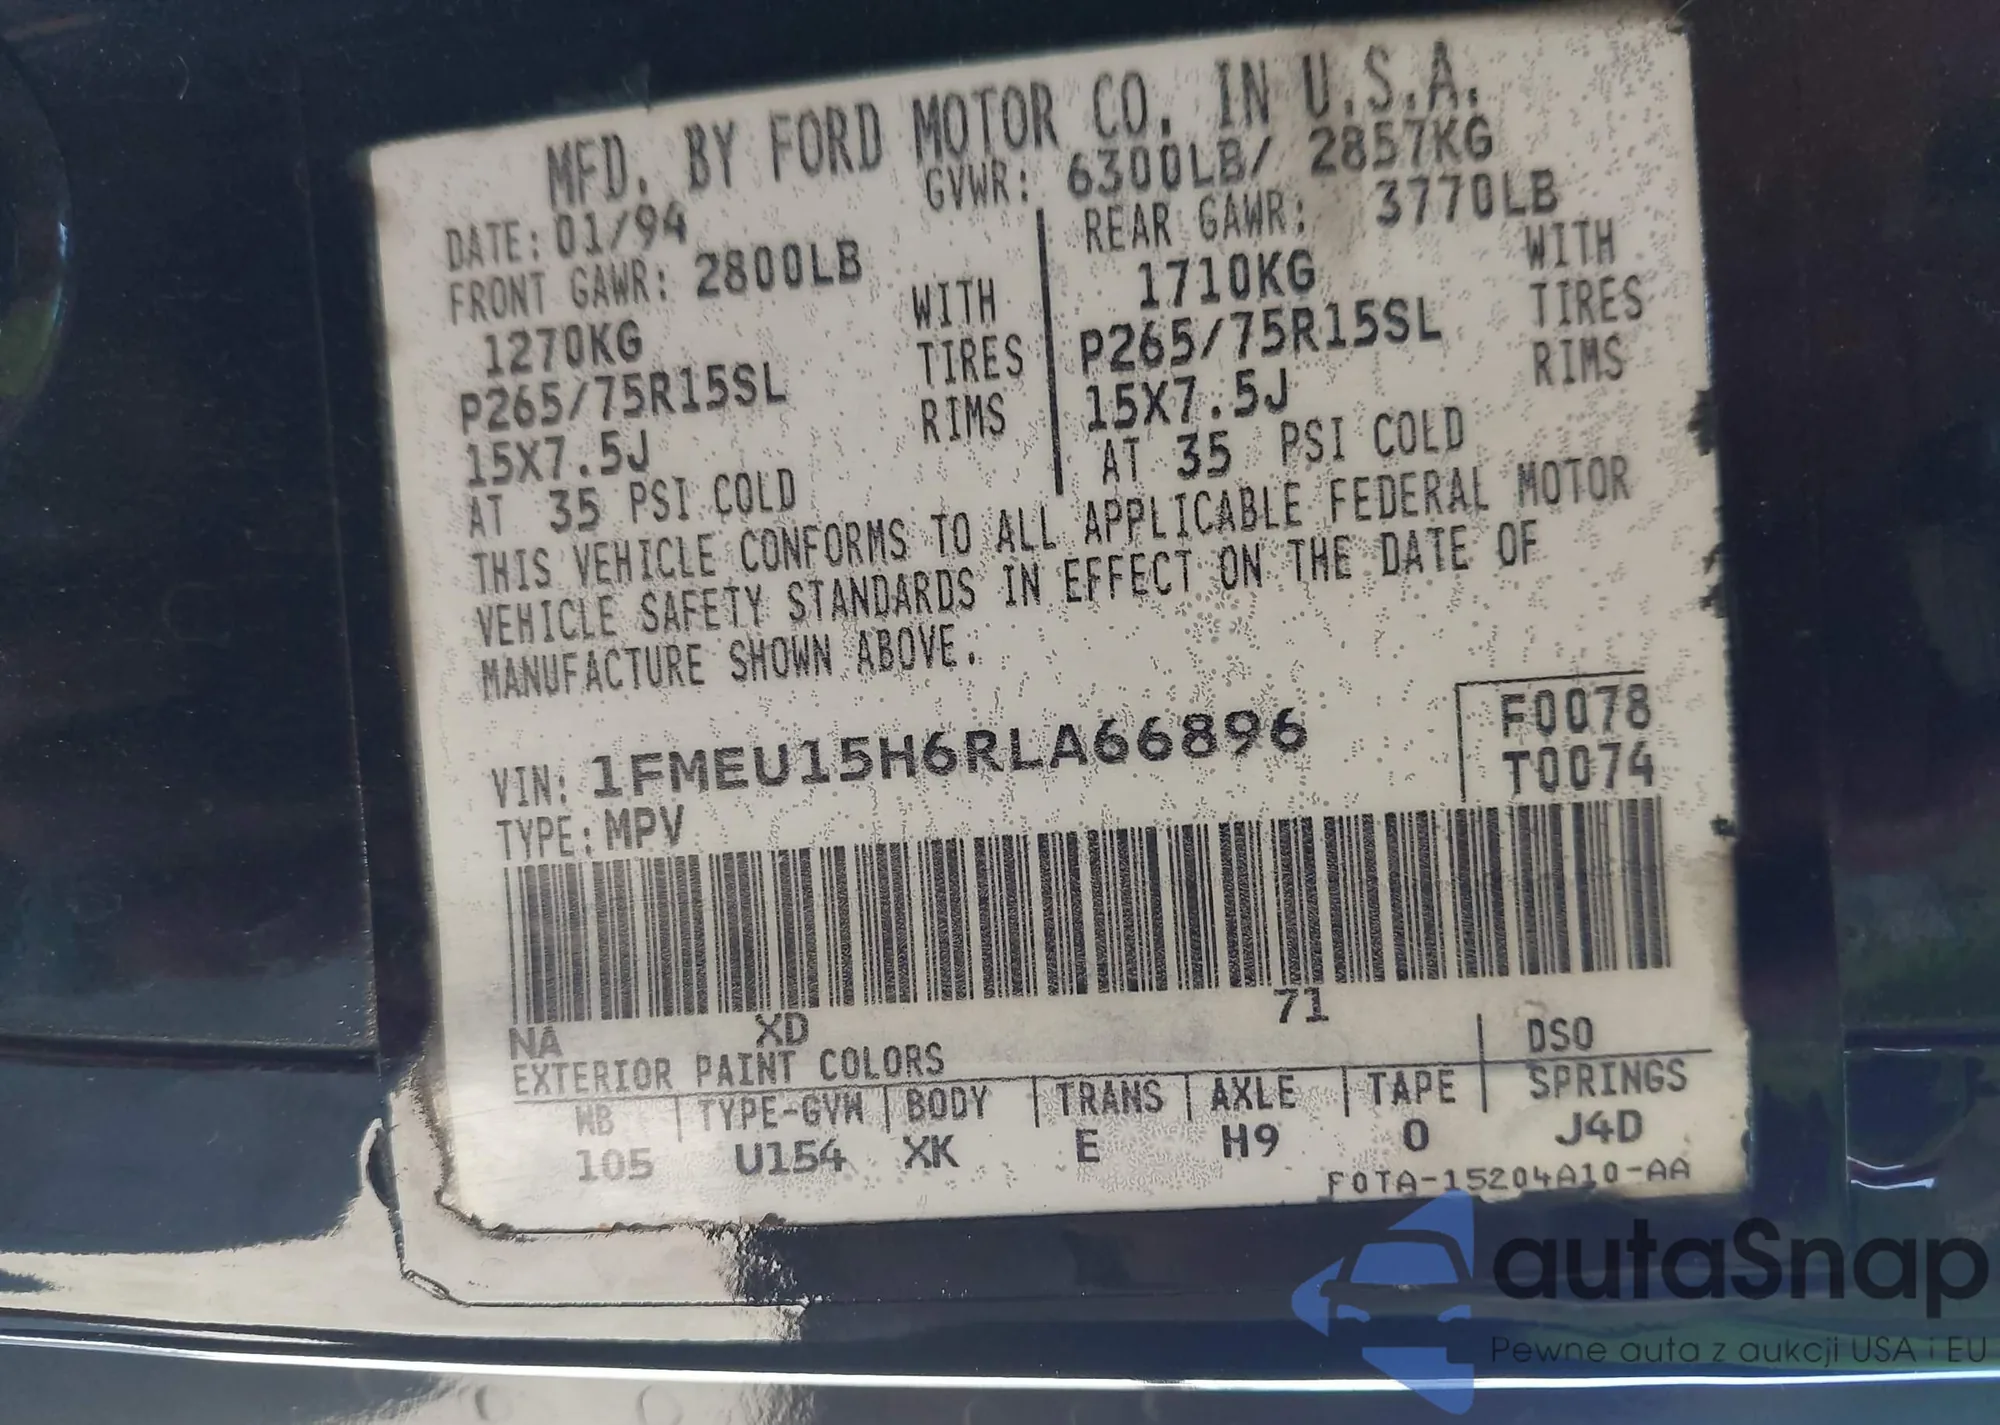 MFD. BY FORD MOTOR CO. IN U.S.A.
DATE: 01/94 GVWR: 6300LB/ 2857KG
FRONT GAWR: 2800LB REAR GAWR: 3770LB
1270KG WITH 1710KG WITH
P265/75R15SL TIRES P265/75R15SL TIRES
15X7.5J RIMS 15X7.5J RIMS
AT 35 PSI COLD AT 35 PSI COLD
THIS VEHICLE CONFORMS TO ALL APPLICABLE FEDERAL MOTOR
VEHICLE SAFETY STANDARDS IN EFFECT ON THE DATE OF
MANUFACTURE SHOWN ABOVE.
F0078
VIN: 1FMEU15H6RLA66896 T0074
TYPE: MPV
NA XD 71
EXTERIOR PAINT COLORS DSO
WB TYPE-GVW BODY TRANS AXLE TAPE SPRINGS
105 U154 XK E H9 0 J4D
F0TA-15204A10-AA
autaSnap
Pewne auta z aukcji USA i EU